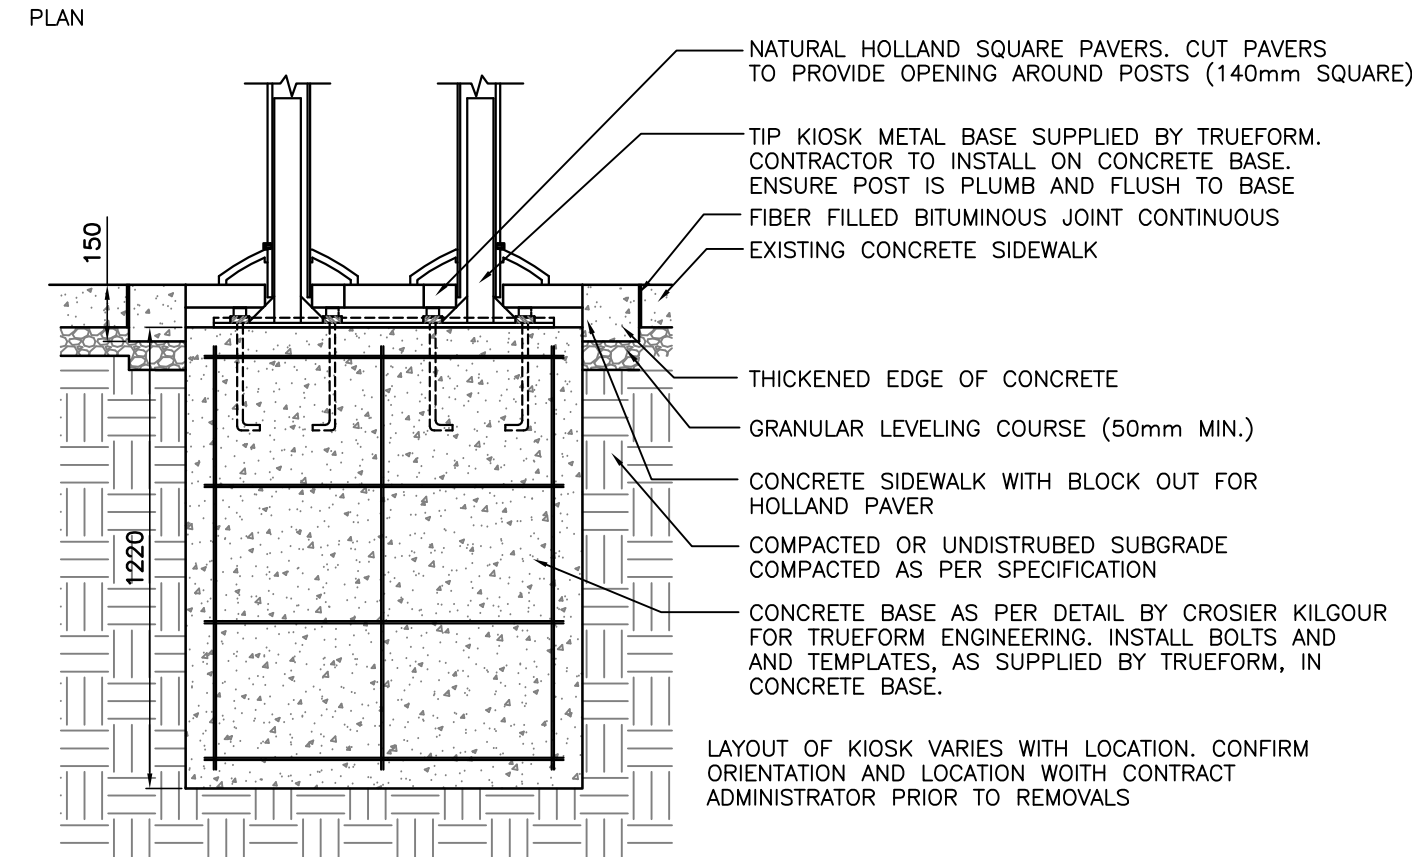 PLAN
NATURAL HOLLAND SQUARE PAVERS. CUT PAVERS
TO PROVIDE OPENING AROUND POSTS (140mm SQUARE)
TIP KIOSK METAL BASE SUPPLIED BY TRUEFORM.
CONTRACTOR TO INSTALL ON CONCRETE BASE.
ENSURE POST IS PLUMB AND FLUSH TO BASE
FIBER FILLED BITUMINOUS JOINT CONTINUOUS
EXISTING CONCRETE SIDEWALK
150
THICKENED EDGE OF CONCRETE
GRANULAR LEVELING COURSE (50mm MIN.)
CONCRETE SIDEWALK WITH BLOCK OUT FOR
HOLLAND PAVER
1220
COMPACTED OR UNDISTRUBED SUBGRADE
COMPACTED AS PER SPECIFICATION
CONCRETE BASE AS PER DETAIL BY CROSIER KILGOUR
FOR TRUEFORM ENGINEERING. INSTALL BOLTS AND
AND TEMPLATES, AS SUPPLIED BY TRUEFORM, IN
CONCRETE BASE.
LAYOUT OF KIOSK VARIES WITH LOCATION. CONFIRM
ORIENTATION AND LOCATION WOITH CONTRACT
ADMINISTRATOR PRIOR TO REMOVALS